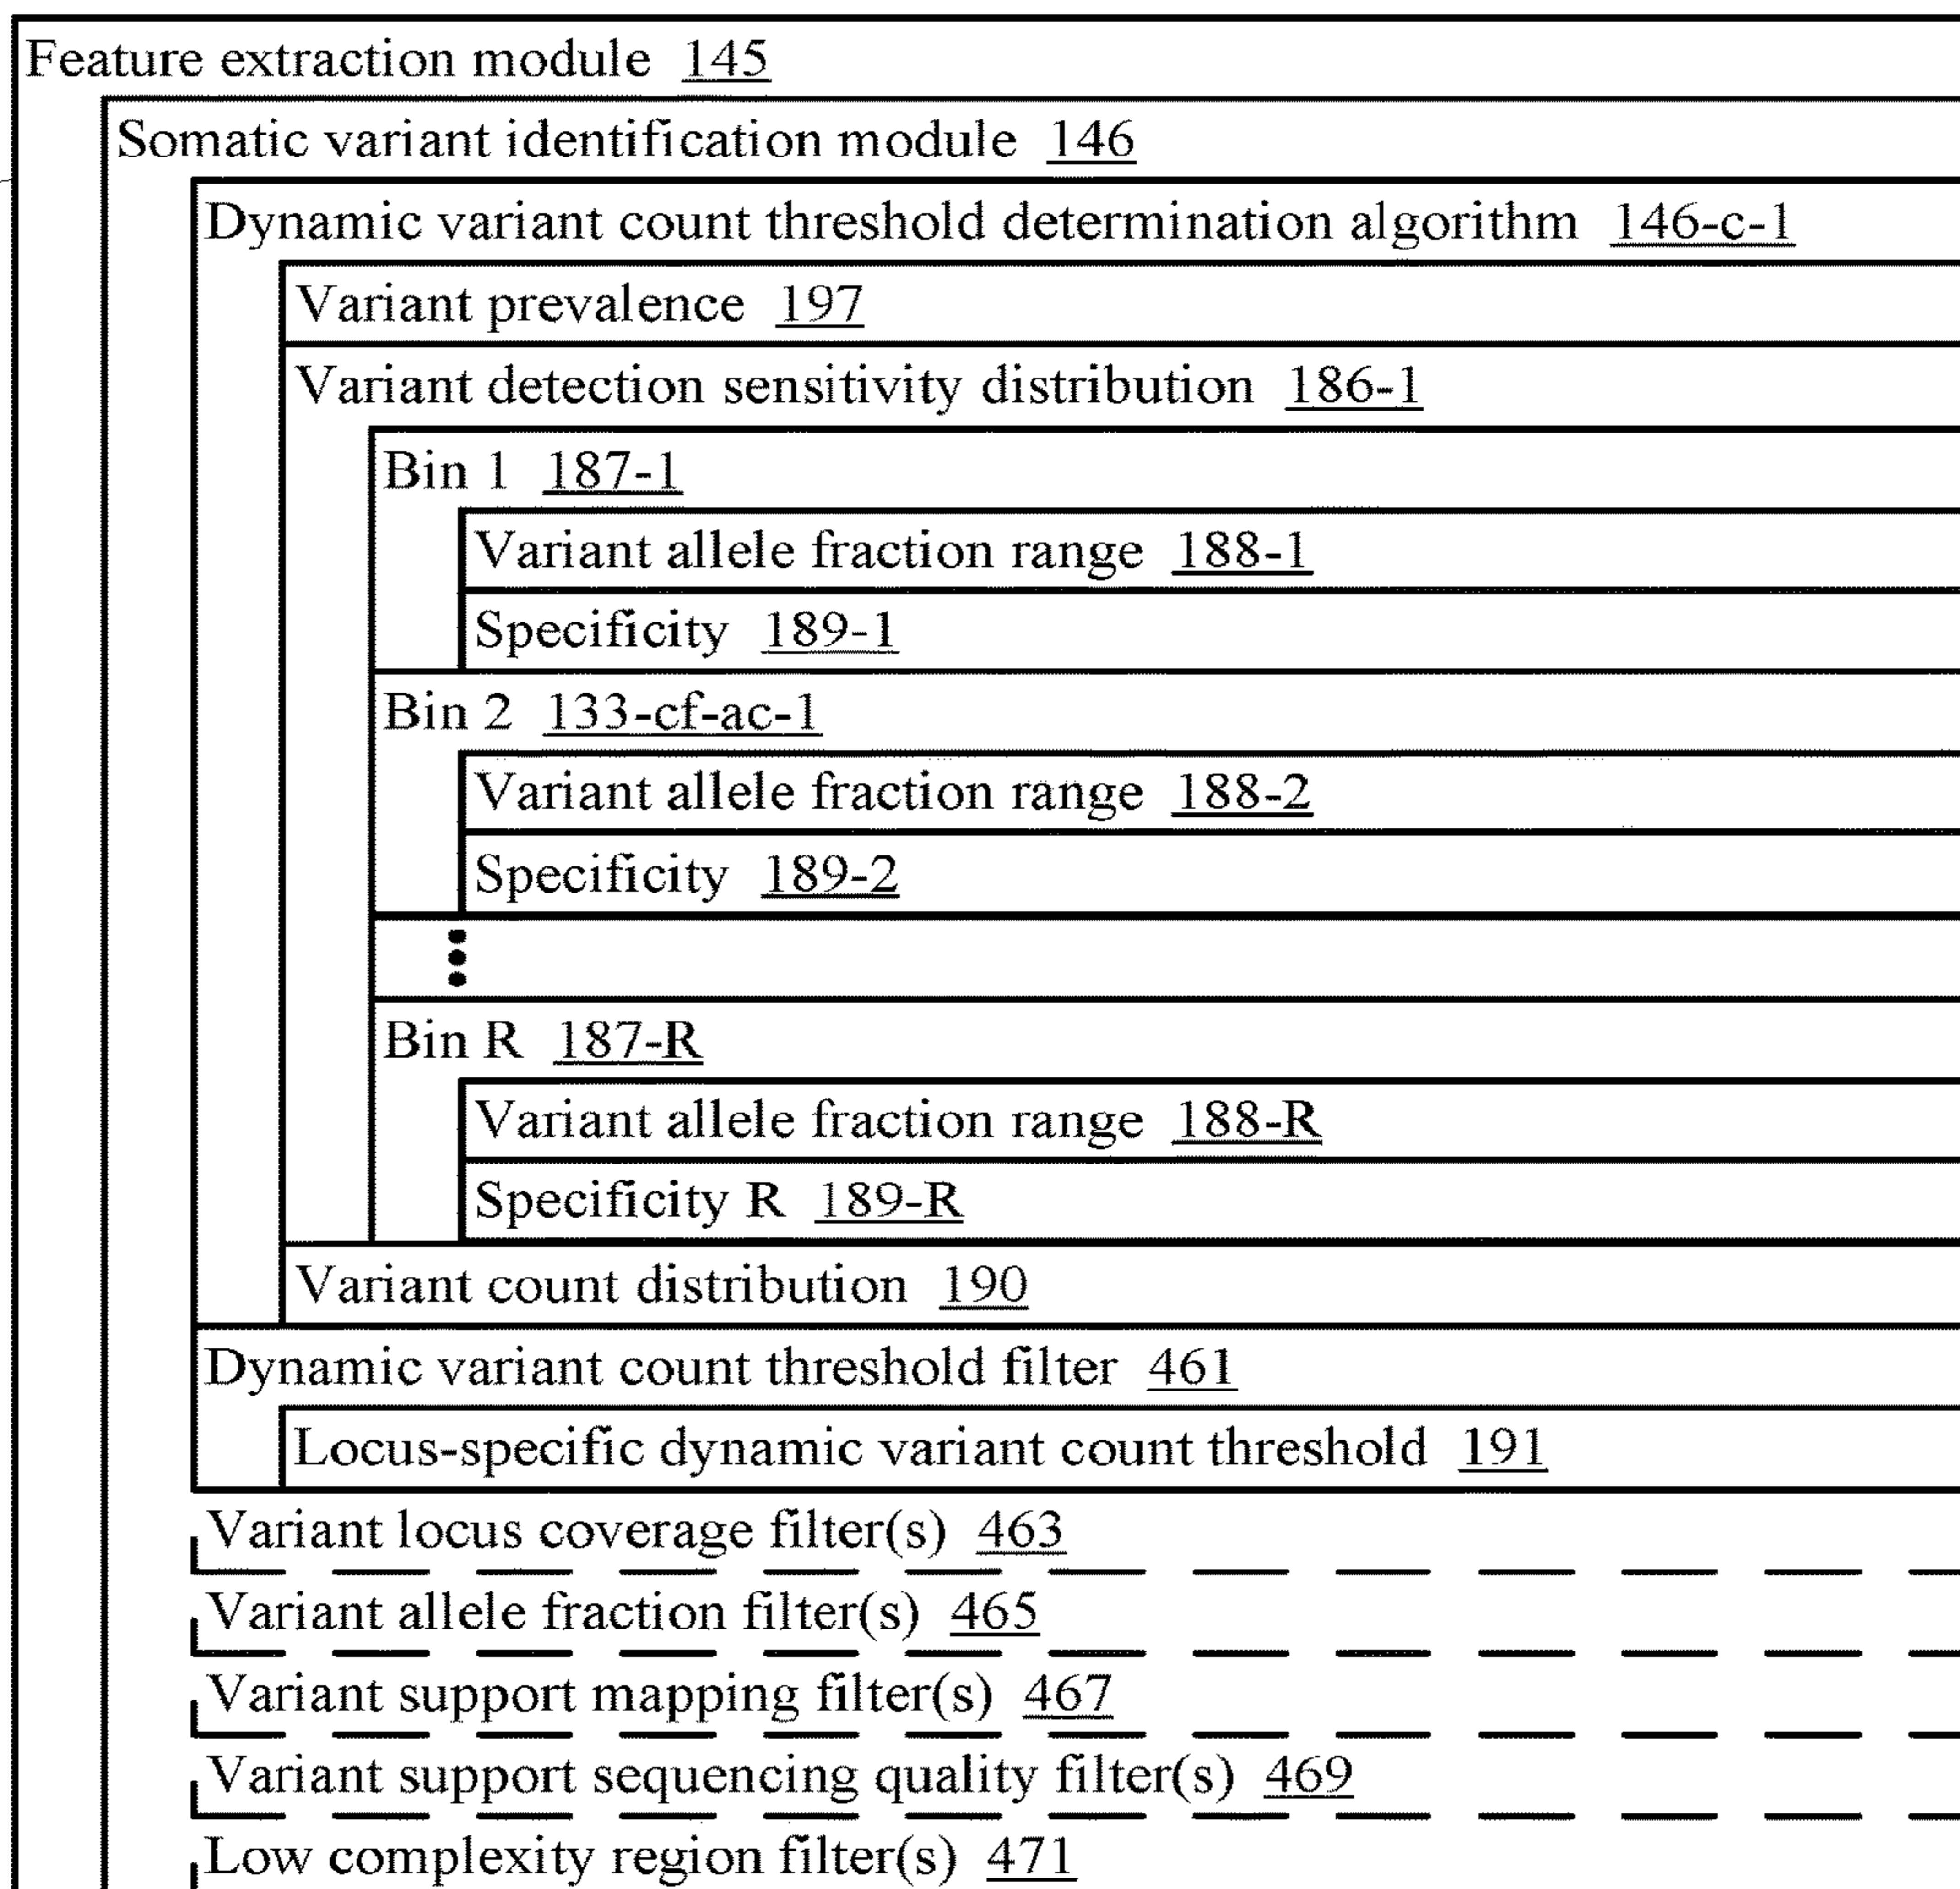 Feature extraction module 145
Somatic variant identification module 146
Dynamic variant count threshold determination algorithm 146-c-1
Variant prevalence 197
Variant detection sensitivity distribution 186-1
Bin 1 187-1
Variant allele fraction range 188-1
Specificity 189-1
Bin 2 133-cf-ac-1
Variant allele fraction range 188-2
Specificity 189-2
Bin R 187-R
Variant allele fraction range 188-R
Specificity R 189-R
Variant count distribution 190
Dynamic variant count threshold filter 461
Locus-specific dynamic variant count threshold 191
Variant locus coverage filter(s) 463
Variant allele fraction filter(s) 465
Variant support mapping filter(s) 467
Variant support sequencing quality filter(s) 469
Low complexity region filter(s) 471